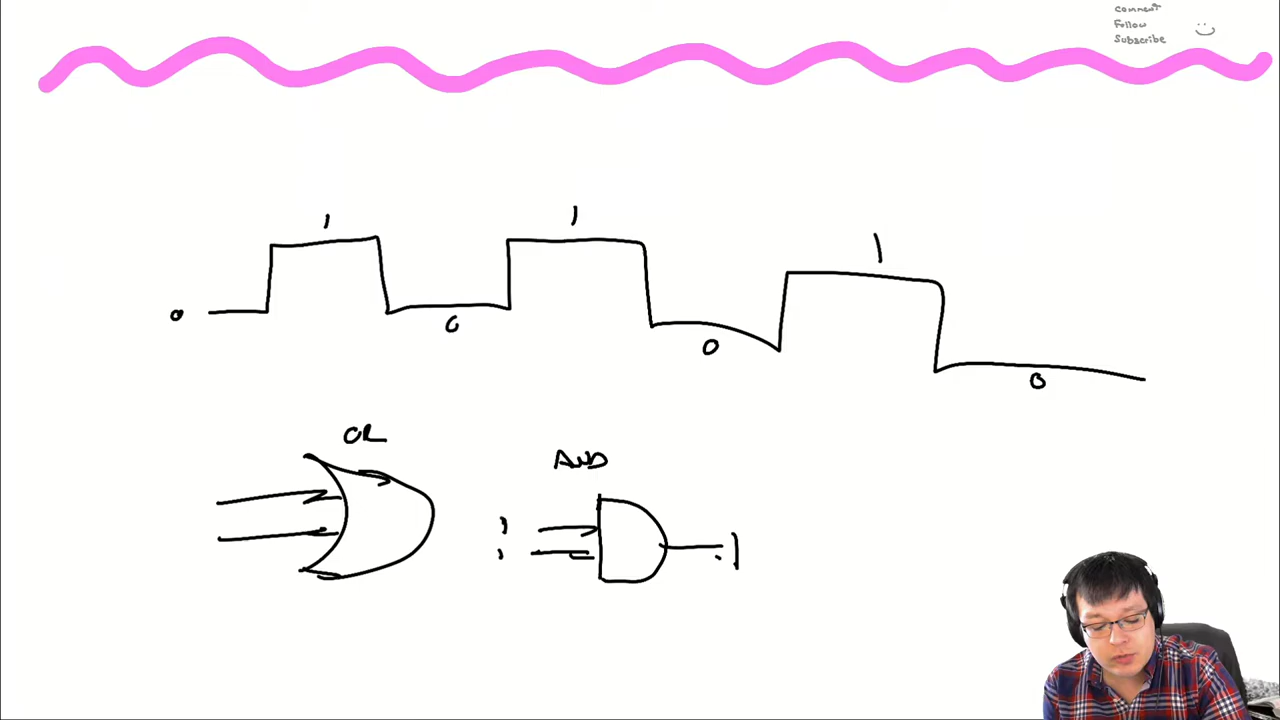 Comment
Follow
Subscribe
1 1 1
0 0 0 0
OR
AND
1
1 1